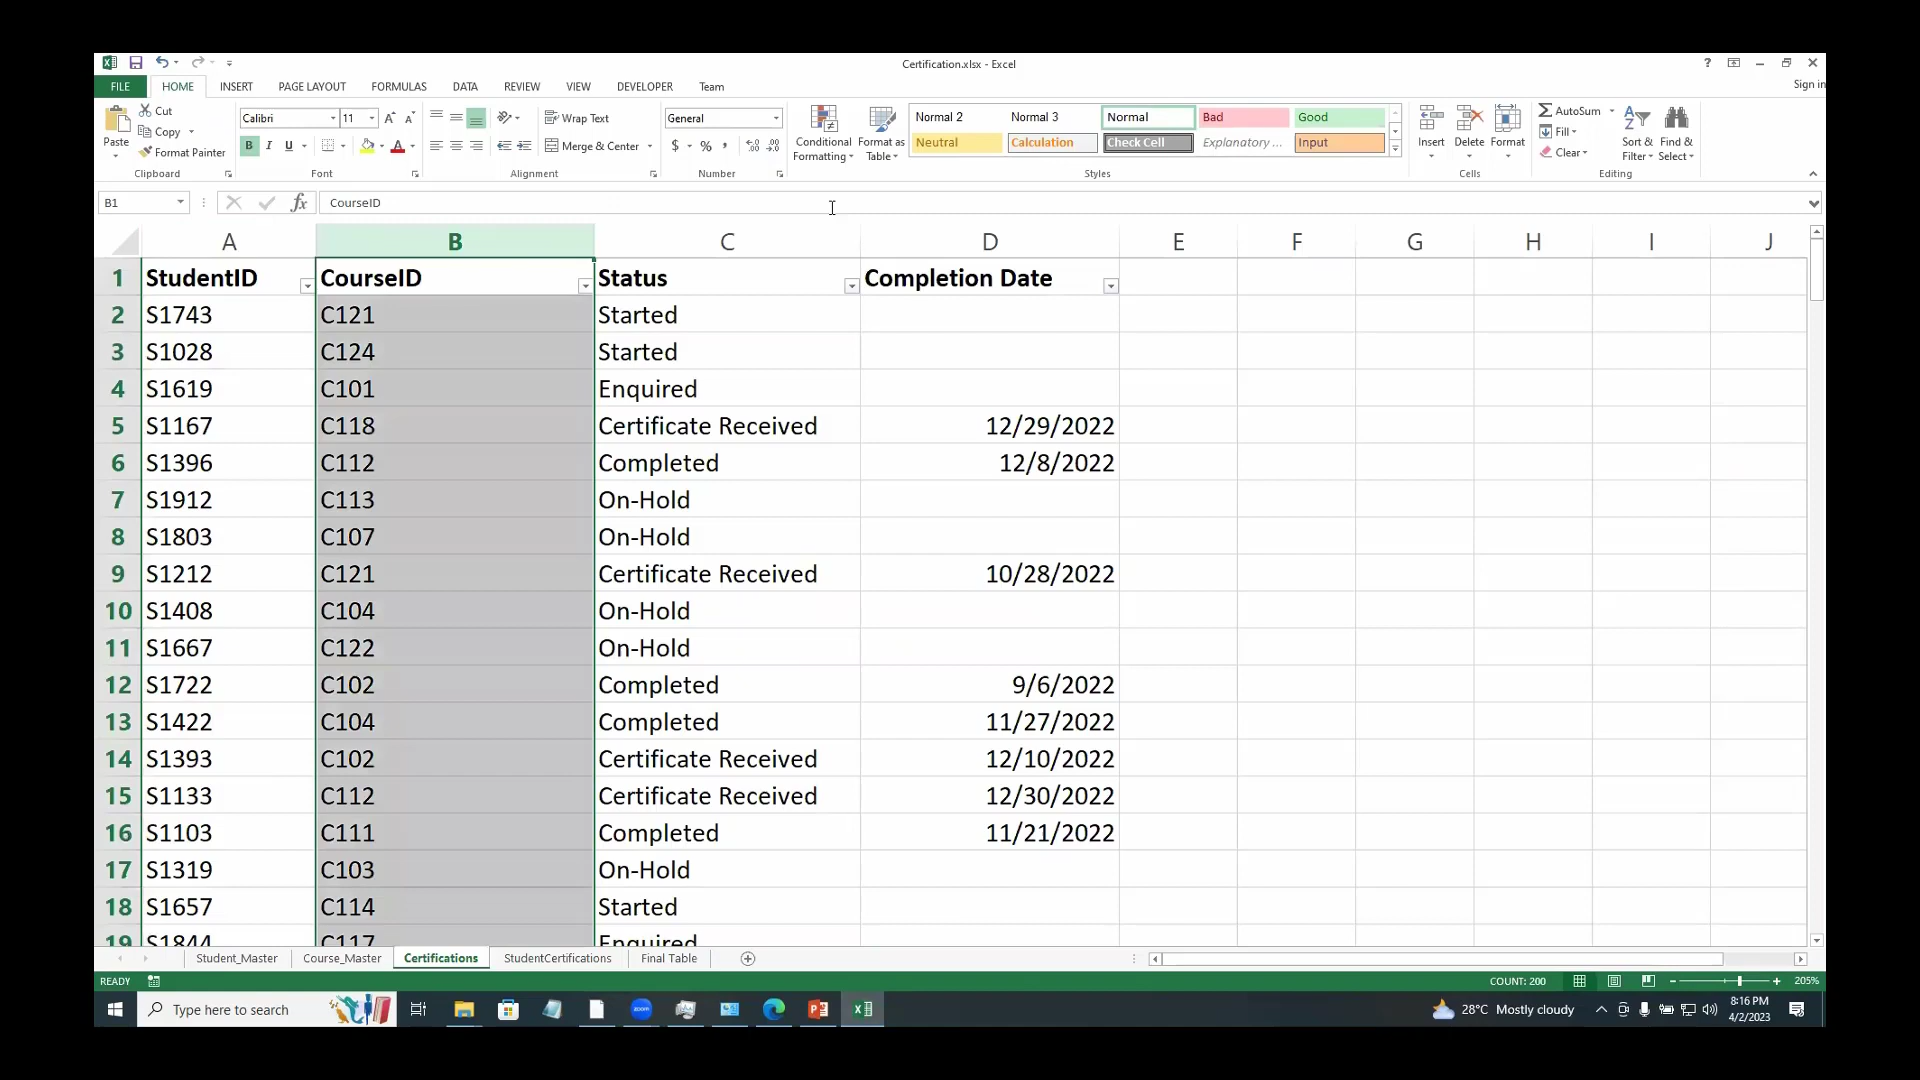 Certification.xlsx - Excel
?
FILE HOME INSERT PAGE LAYOUT FORMULAS DATA REVIEW VIEW DEVELOPER Team Sign in
Paste
Cut
Copy
Format Painter
Clipboard
Calibri 11
B I U
Font
Wrap Text
Merge & Center
Alignment
General
$ % ,
Number
Conditional Formatting
Format as Table
Normal 2 Normal 3 Normal Bad Good
Neutral Calculation Check Cell Explanatory ... Input
Styles
Insert Delete Format
Cells
AutoSum
Fill
Clear
Sort & Filter
Find & Select
Editing
B1 fx CourseID
A B C D E F G H I J
1 StudentID CourseID Status Completion Date
2 S1743 C121 Started
3 S1028 C124 Started
4 S1619 C101 Enquired
5 S1167 C118 Certificate Received 12/29/2022
6 S1396 C112 Completed 12/8/2022
7 S1912 C113 On-Hold
8 S1803 C107 On-Hold
9 S1212 C121 Certificate Received 10/28/2022
10 S1408 C104 On-Hold
11 S1667 C122 On-Hold
12 S1722 C102 Completed 9/6/2022
13 S1422 C104 Completed 11/27/2022
14 S1393 C102 Certificate Received 12/10/2022
15 S1133 C112 Certificate Received 12/30/2022
16 S1103 C111 Completed 11/21/2022
17 S1319 C103 On-Hold
18 S1657 C114 Started
19 S1844 C117 Enquired
Student_Master Course_Master Certifications StudentCertifications Final Table
READY COUNT: 200 205%
Type here to search zoom 28°C Mostly cloudy 8:16 PM
4/2/2023